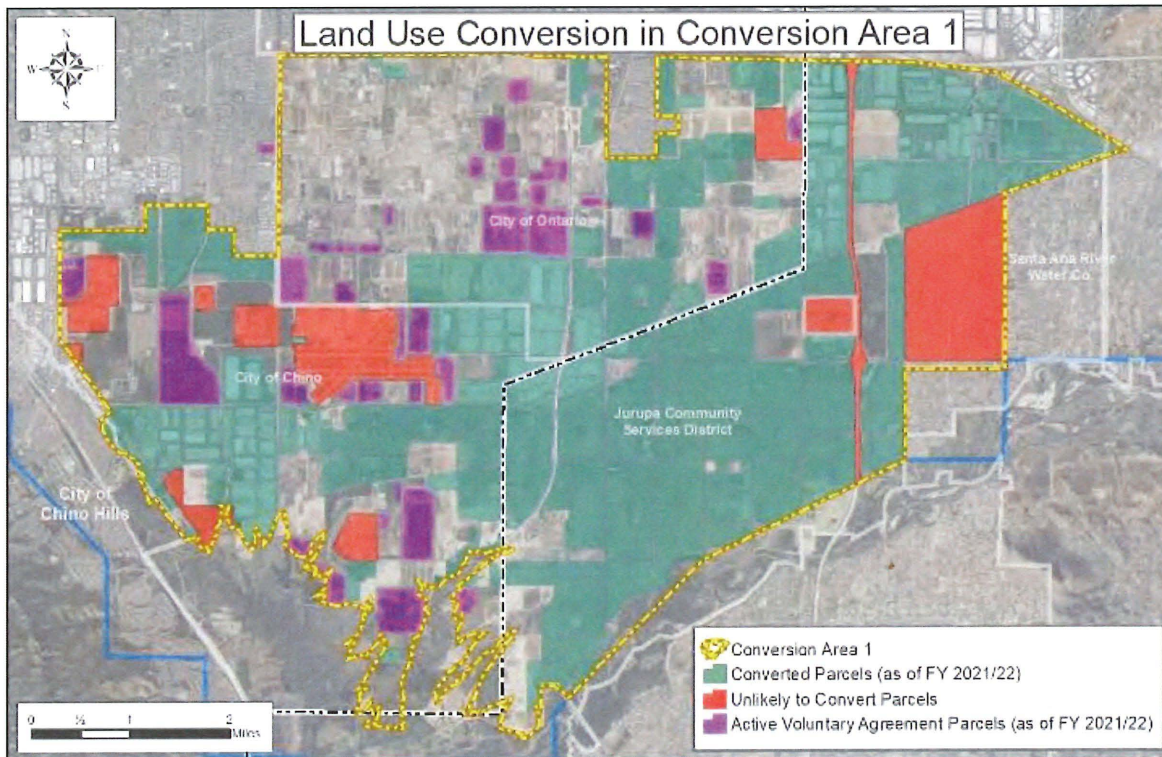 Land Use Conversion in Conversion Area 1
N
W E
S
City of Ontario
Santa Ana River
Water Co
City of Chino
Jurupa Community
Services District
City of
Chino Hills
Conversion Area 1
Converted Parcels (as of FY 2021/22)
Unlikely to Convert Parcels
Active Voluntary Agreement Parcels (as of FY 2021/22)
0 ½ 1 2
Miles